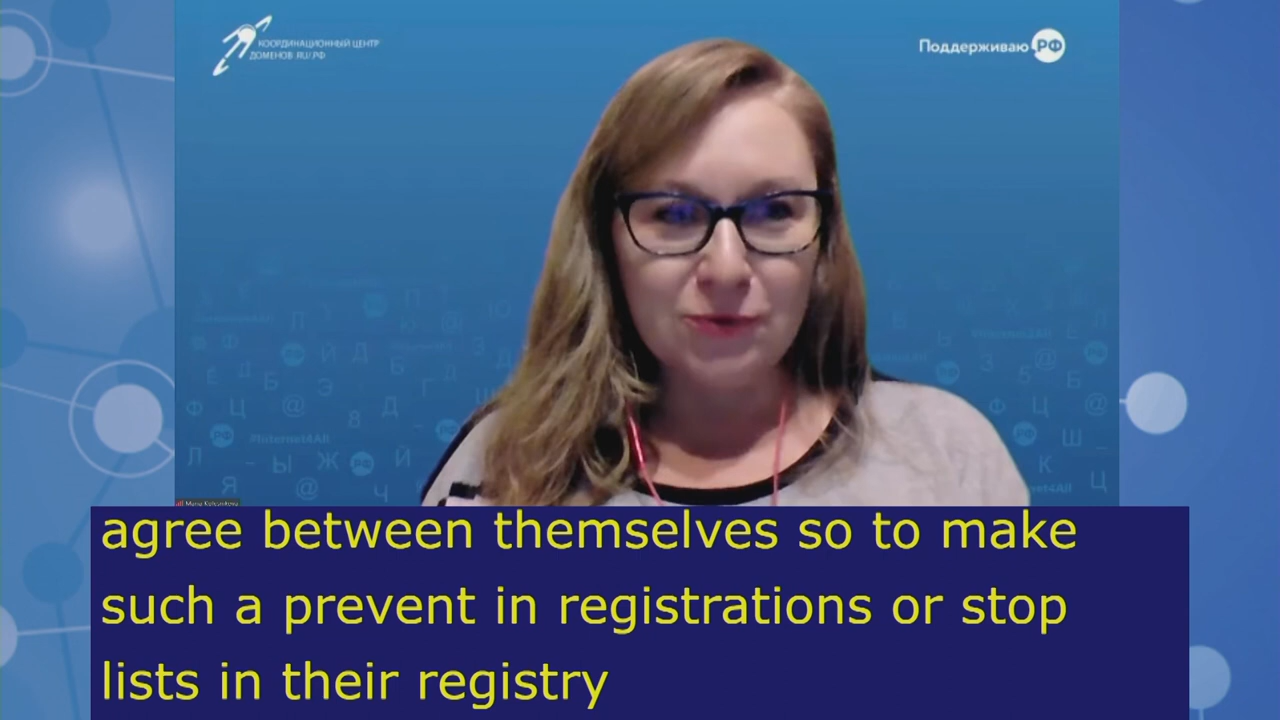 КООРДИНАЦИОННЫЙ ЦЕНТР
ДОМЕНОВ .RU/.РФ
Поддерживаю РФ
#Internet4All
agree between themselves so to make
such a prevent in registrations or stop
lists in their registry